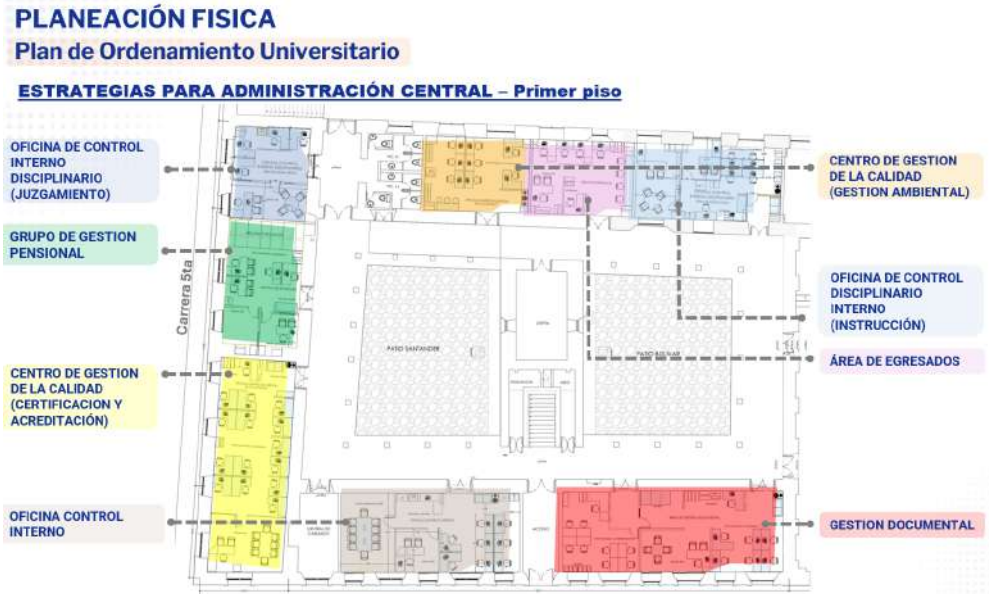 PLANEACIÓN FISICA
Plan de Ordenamiento Universitario
ESTRATEGIAS PARA ADMINISTRACIÓN CENTRAL – Primer piso
OFICINA DE CONTROL
INTERNO
DISCIPLINARIO
(JUZGAMIENTO)
GRUPO DE GESTION
PENSIONAL
Carrera 5ta
CENTRO DE GESTION
DE LA CALIDAD
(CERTIFICACION Y
ACREDITACIÓN)
OFICINA CONTROL
INTERNO
PATIO SANTANDER
PATIO BOLIVAR
CENTRO DE GESTION
DE LA CALIDAD
(GESTION AMBIENTAL)
OFICINA DE CONTROL
DISCIPLINARIO
INTERNO
(INSTRUCCIÓN)
ÁREA DE EGRESADOS
GESTION DOCUMENTAL